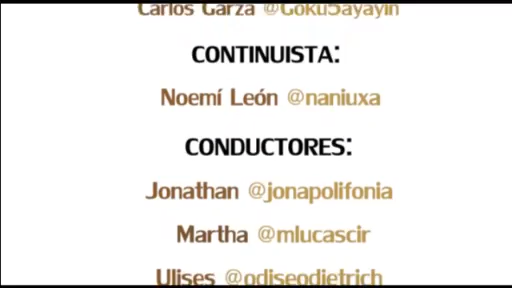 Carlos Garza @Goku5ayayin
CONTINUISTA:
Noemí León @naniuxa
CONDUCTORES:
Jonathan @jonapolifonia
Martha @mlucascir
Ulises @odiseodietrich